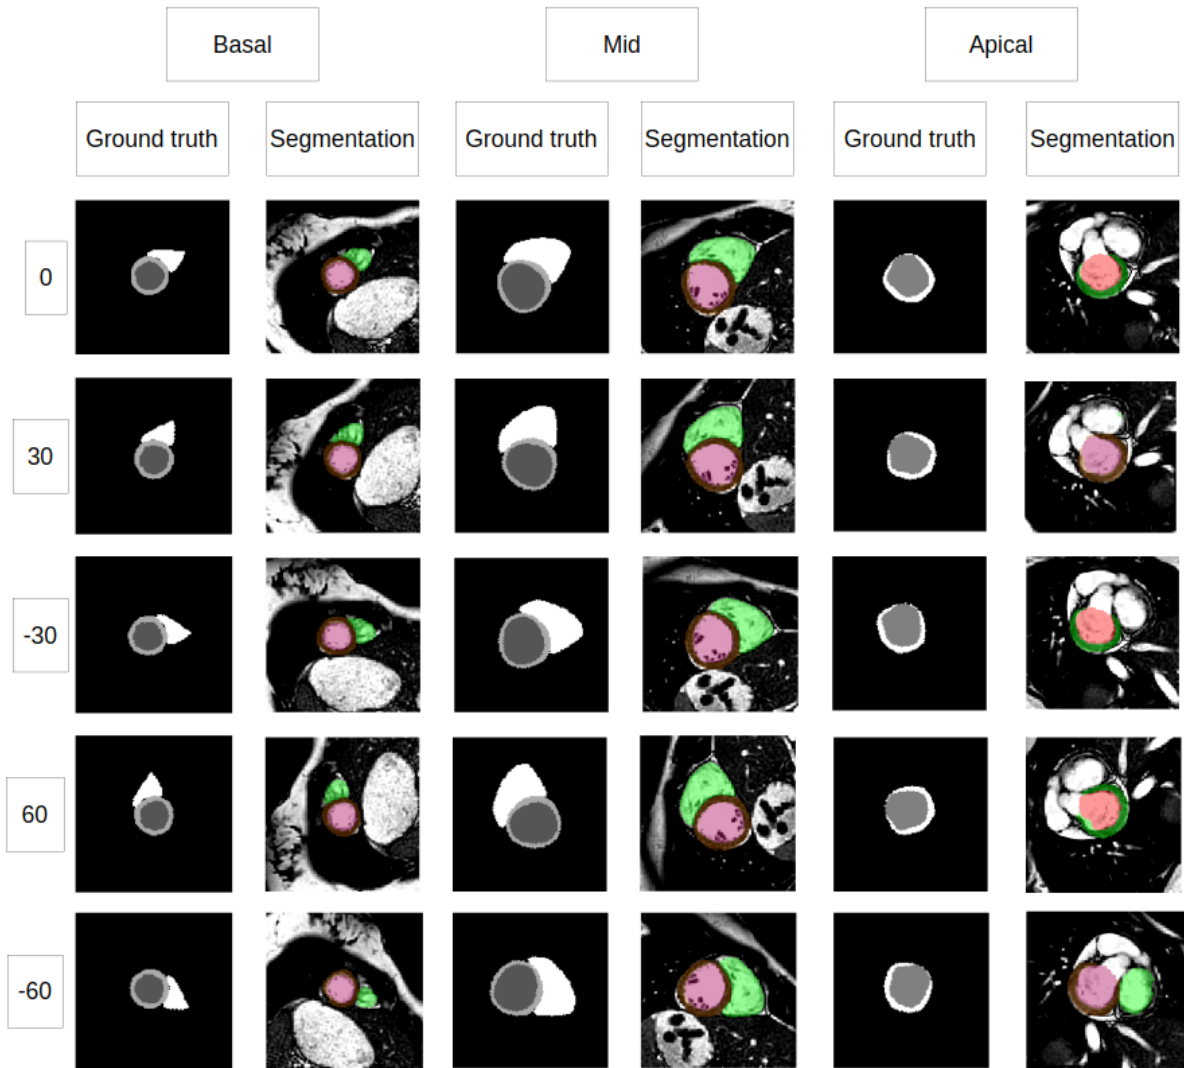 Basal
Mid
Apical
Ground truth
Segmentation
Ground truth
Segmentation
Ground truth
Segmentation
0
30
-30
60
-60